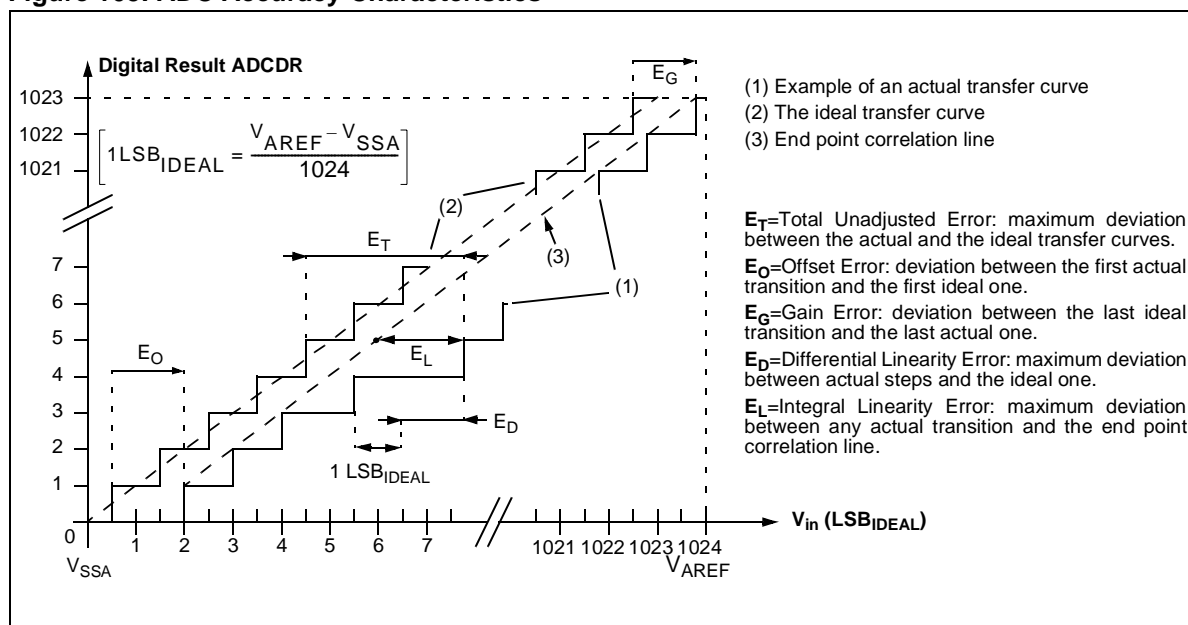 Digital Result ADCDR
E_G
1023
1022
1021
[1LSB_IDEAL = (V_AREF – V_SSA) / 1024]
(2)
E_T
(3)
7
6
(1)
5
E_O
E_L
4
3
E_D
2
1 LSB_IDEAL
1
0
1 2 3 4 5 6 7 1021 1022 1023 1024
V_in (LSB_IDEAL)
V_SSA
V_AREF
(1) Example of an actual transfer curve
(2) The ideal transfer curve
(3) End point correlation line
E_T=Total Unadjusted Error: maximum deviation
between the actual and the ideal transfer curves.
E_O=Offset Error: deviation between the first actual
transition and the first ideal one.
E_G=Gain Error: deviation between the last ideal
transition and the last actual one.
E_D=Differential Linearity Error: maximum deviation
between actual steps and the ideal one.
E_L=Integral Linearity Error: maximum deviation
between any actual transition and the end point
correlation line.